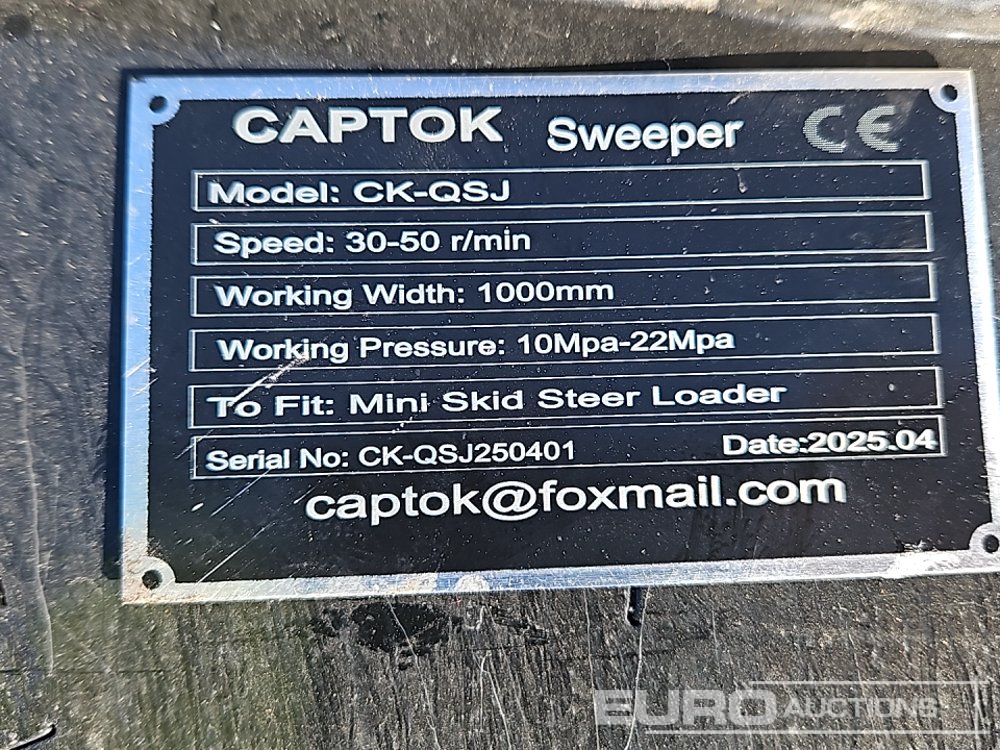 CAPTOK Sweeper CE
Model: CK-QSJ
Speed: 30-50 r/min
Working Width: 1000mm
Working Pressure: 10Mpa-22Mpa
To Fit: Mini Skid Steer Loader
Serial No: CK-QSJ250401 Date:2025.04
captok@foxmail.com
EURO AUCTIONS